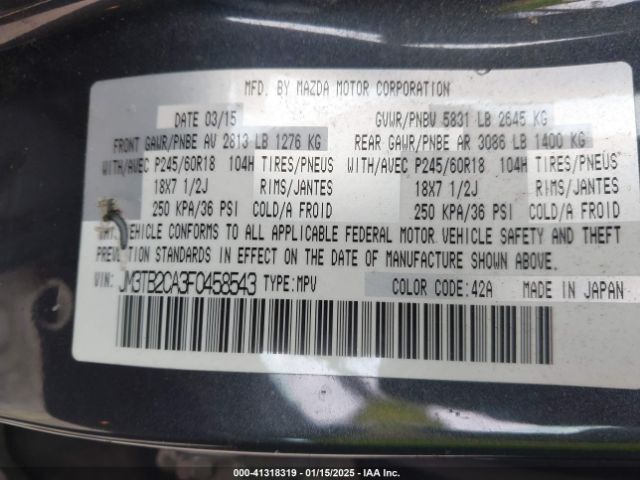 MFD. BY MAZDA MOTOR CORPORATION
DATE 03/15 GVWR/PNBV 5831 LB 2645 KG
FRONT GAWR/PNBE AV 2813 LB 1276 KG REAR GAWR/PNBE AR 3086 LB 1400 KG
WITH/AVEC P245/60R18 104H TIRES/PNEUS WITH/AVEC P245/60R18 104H TIRES/PNEUS
18X7 1/2J RIMS/JANTES 18X7 1/2J RIMS/JANTES
250 KPA/36 PSI COLD/A FROID 250 KPA/36 PSI COLD/A FROID
VEHICLE CONFORMS TO ALL APPLICABLE FEDERAL MOTOR VEHICLE SAFETY AND THEFT
PREVENTION STANDARDS IN EFFECT ON THE DATE OF MANUFACTURE SHOWN ABOVE.
VIN: JM3TB2CA3F0458543 TYPE: MPV COLOR CODE: 42A MADE IN JAPAN
000-41318319 - 01/15/2025 - IAA Inc.